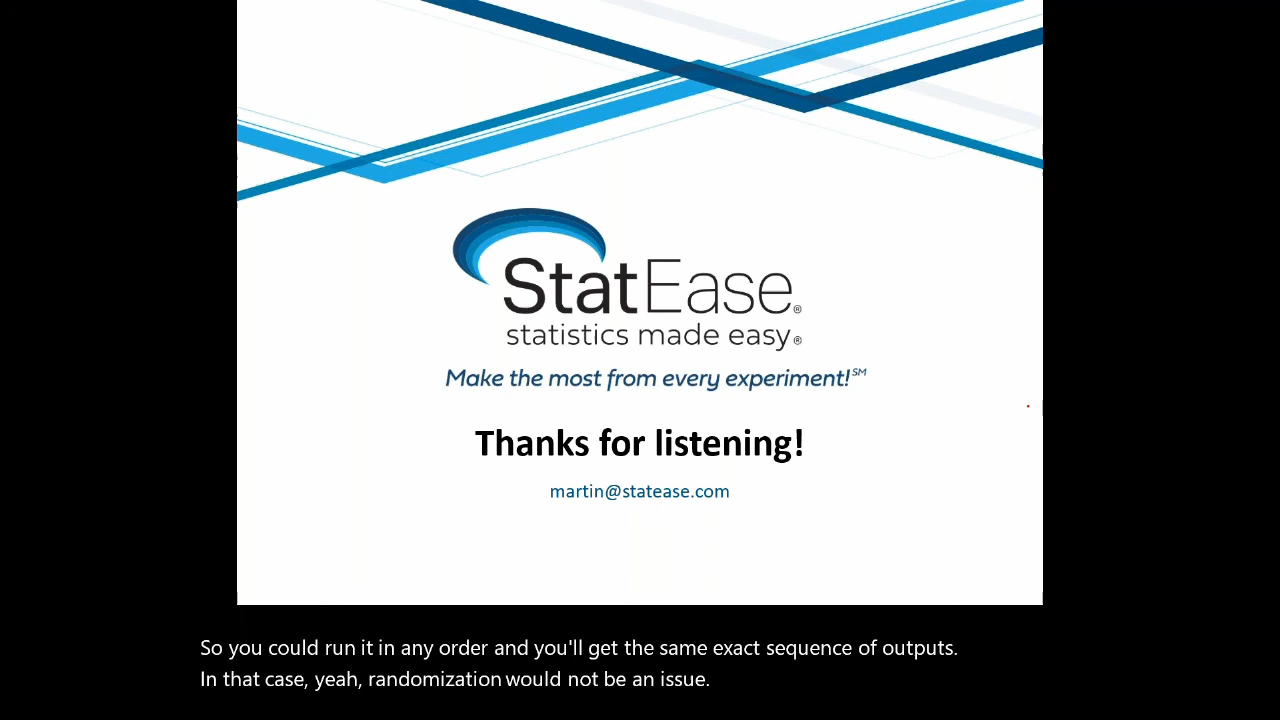 StatEase®
statistics made easy®
Make the most from every experiment!℠
Thanks for listening!
martin@statease.com
So you could run it in any order and you'll get the same exact sequence of outputs.
In that case, yeah, randomization would not be an issue.